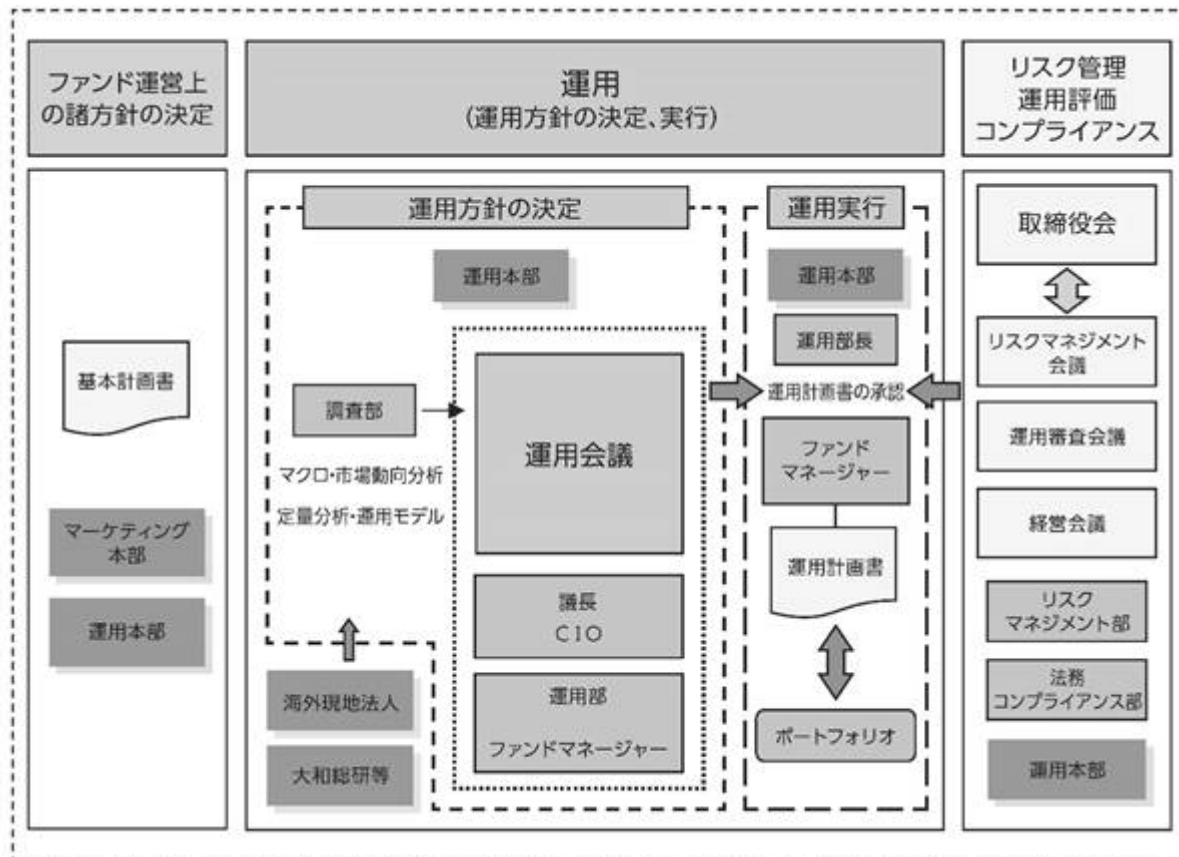 ファンド運営上
の諸方針の決定
運用
(運用方針の決定、実行)
リスク管理
運用評価
コンプライアンス
基本計画書
マーケティング
本部
運用本部
運用方針の決定
運用本部
調査部
マクロ・市場動向分析
定量分析・運用モデル
海外現地法人
大和総研等
運用会議
議長
CIO
運用部
ファンドマネージャー
運用実行
運用本部
運用部長
運用計画書の承認
ファンド
マネージャー
運用計画書
ポートフォリオ
取締役会
リスクマネジメント
会議
運用審査会議
経営会議
リスク
マネジメント部
法務
コンプライアンス部
運用本部